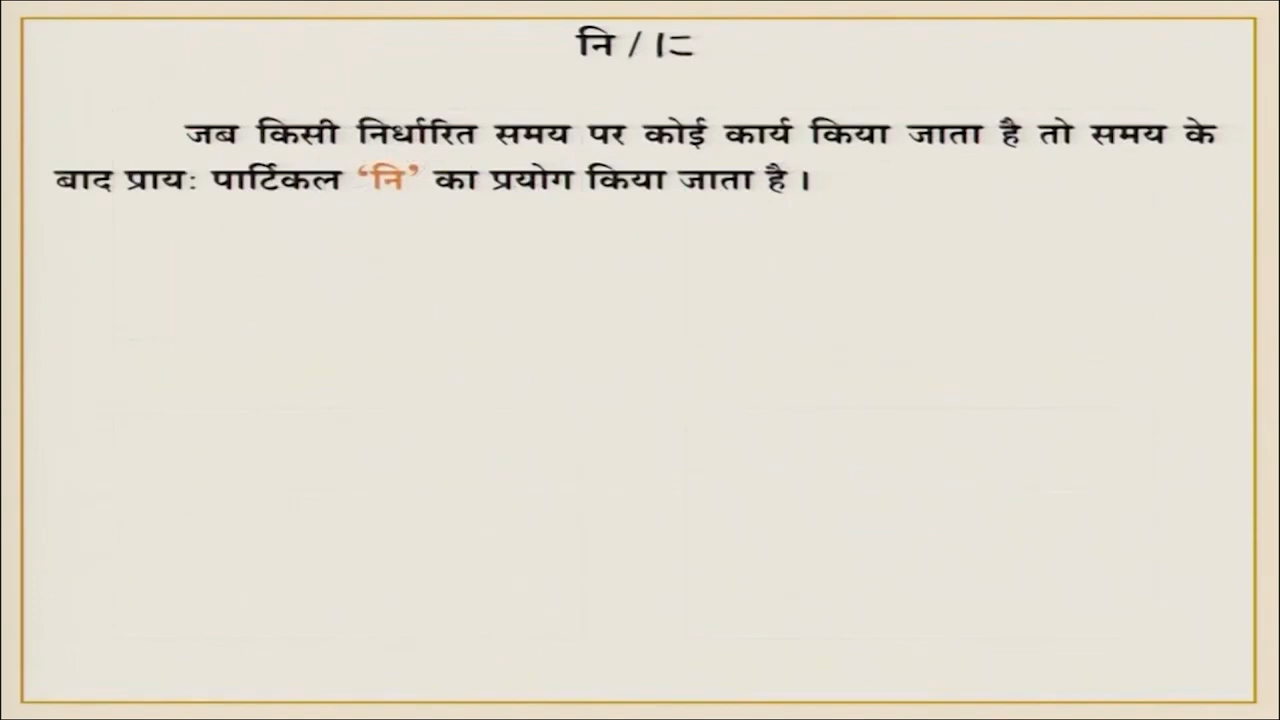 नि / に
जब किसी निर्धारित समय पर कोई कार्य किया जाता है तो समय के
बाद प्रायः पार्टिकल ‘नि’ का प्रयोग किया जाता है ।